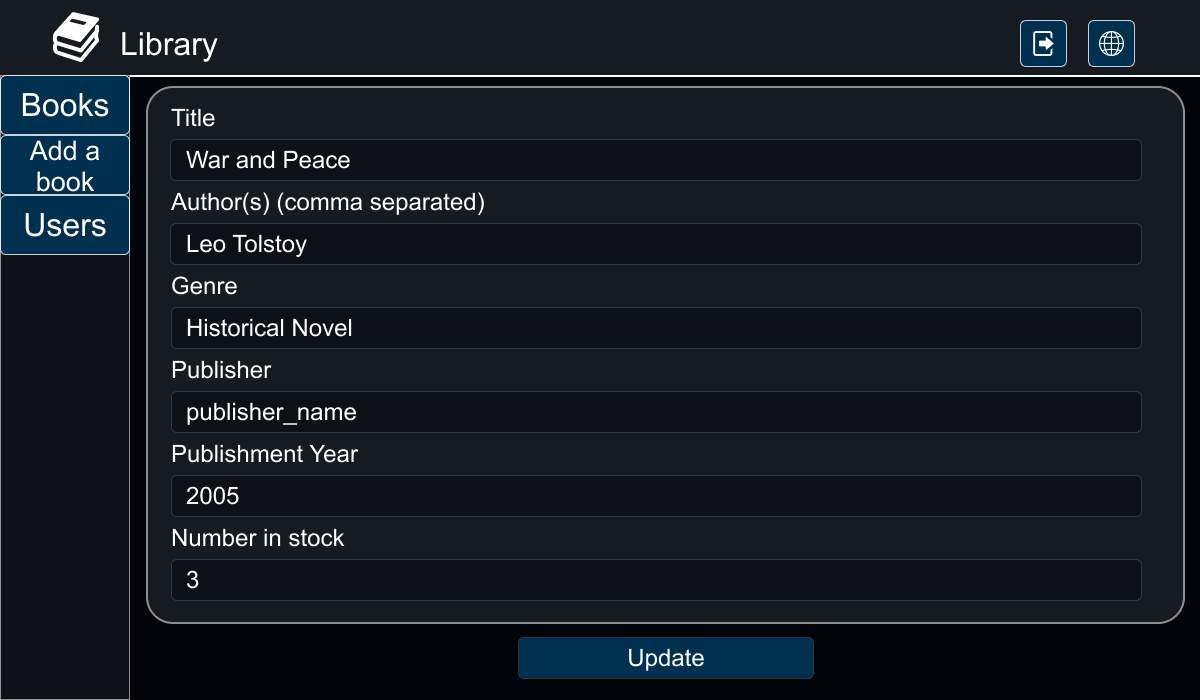 Library
Books
Add a
book
Users
Title
War and Peace
Author(s) (comma separated)
Leo Tolstoy
Genre
Historical Novel
Publisher
publisher_name
Publishment Year
2005
Number in stock
3
Update